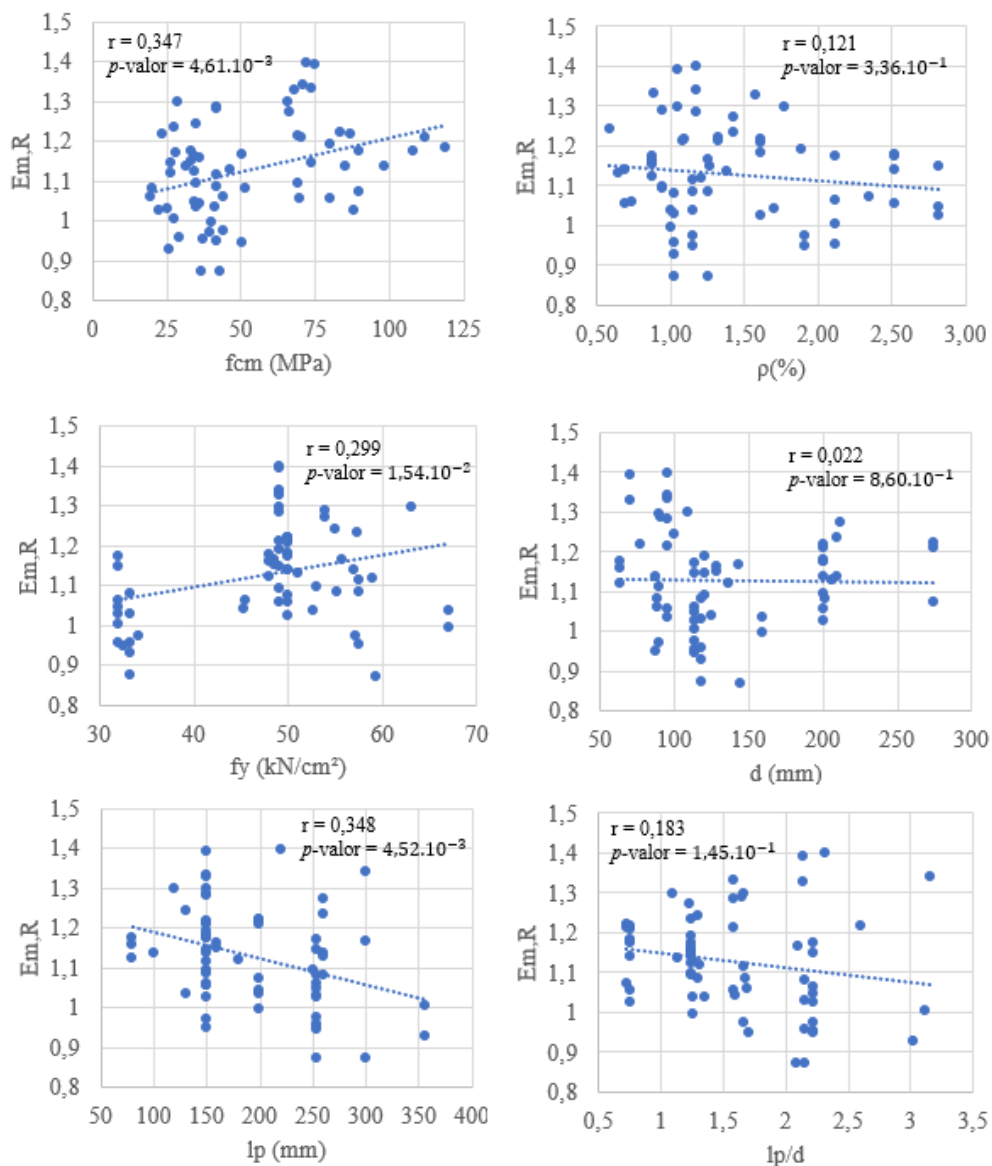 1,5
1,4
1,3
1,2
1,1
1
0,9
0,8
Em,R
r = 0,347
p-valor = 4,61.10⁻³
0 25 50 75 100 125
fcm (MPa)
1,5
1,4
1,3
1,2
1,1
1
0,9
0,8
Em,R
r = 0,121
p-valor = 3,36.10⁻¹
0,50 1,00 1,50 2,00 2,50 3,00
ρ(%)
1,5
1,4
1,3
1,2
1,1
1
0,9
0,8
Em,R
r = 0,299
p-valor = 1,54.10⁻²
30 40 50 60 70
fy (kN/cm²)
1,5
1,4
1,3
1,2
1,1
1
0,9
0,8
Em,R
r = 0,022
p-valor = 8,60.10⁻¹
50 100 150 200 250 300
d (mm)
1,5
1,4
1,3
1,2
1,1
1
0,9
0,8
Em,R
r = 0,348
p-valor = 4,52.10⁻³
50 100 150 200 250 300 350 400
lp (mm)
1,5
1,4
1,3
1,2
1,1
1
0,9
0,8
Em,R
r = 0,183
p-valor = 1,45.10⁻¹
0,5 1 1,5 2 2,5 3 3,5
lp/d